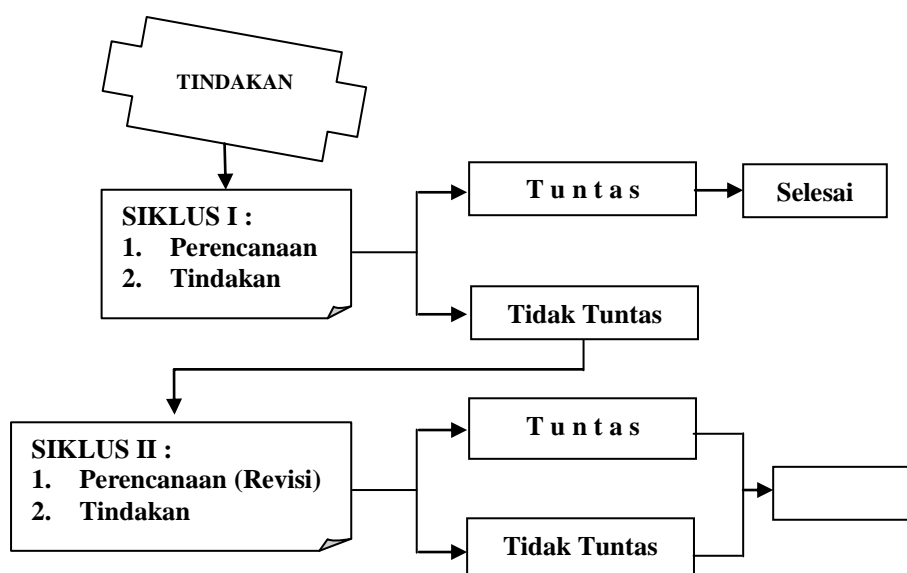 TINDAKAN
SIKLUS I :
1. Perencanaan
2. Tindakan
T u n t a s
Selesai
Tidak Tuntas
SIKLUS II :
1. Perencanaan (Revisi)
2. Tindakan
T u n t a s
Tidak Tuntas